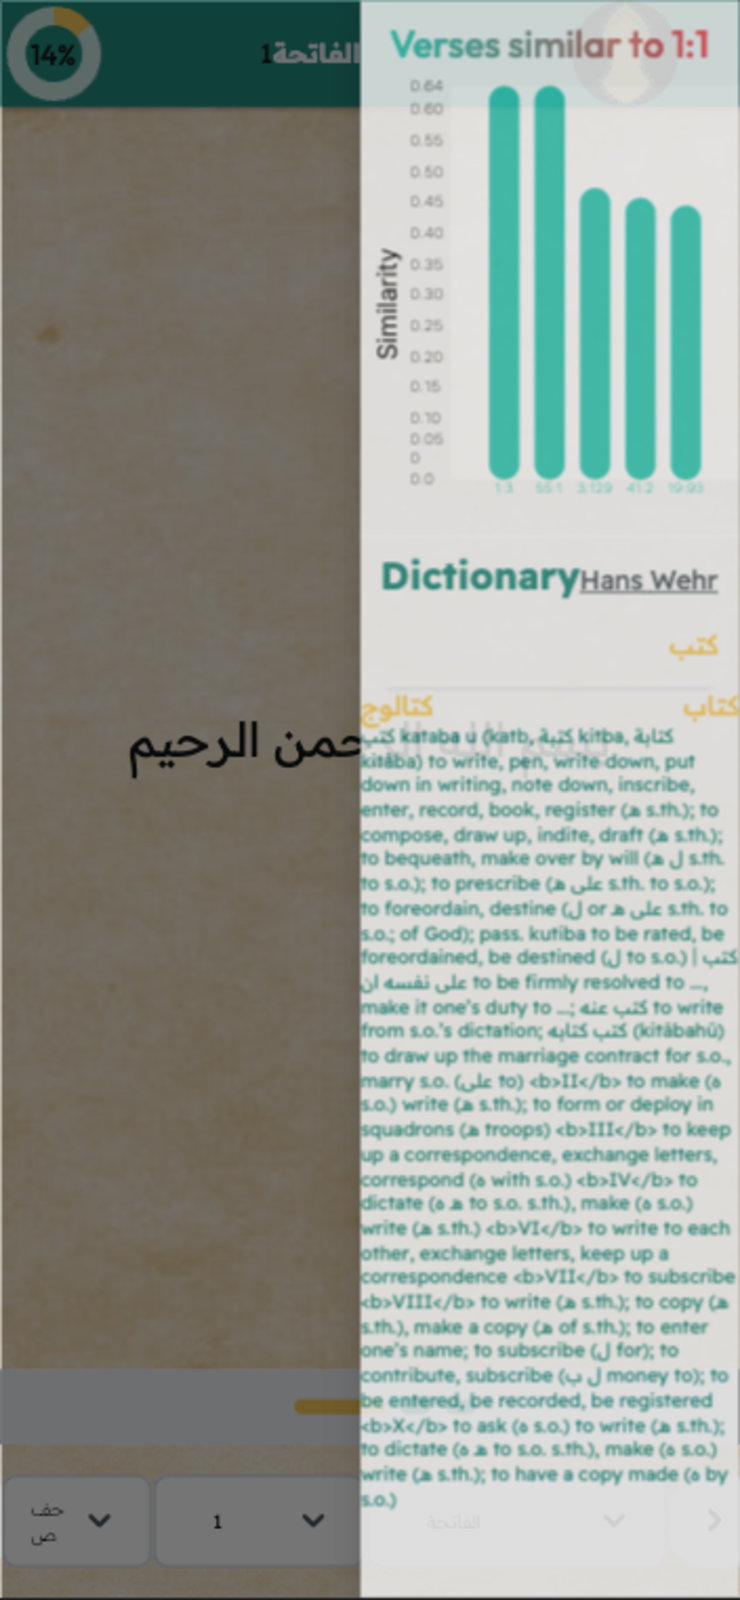 14%
الفاتحة1
Verses similar to 1:1
0.64
0.60
0.55
0.50
0.45
0.40
0.35
0.30
0.25
0.20
0.15
0.10
0.05
0
0.0
Similarity
1:3 55:1 3:129 41:2 19:93
Dictionary Hans Wehr
كتب
كتاب كتالوج
حمن الرحيم
كتب kataba u (katb, كتبة kitba, كتابة
kitāba) to write, pen, write down, put
down in writing, note down, inscribe,
enter, record, book, register (ھ s.th.); to
compose, draw up, indite, draft (ھ s.th.);
to bequeath, make over by will (ھ ل s.th.
to s.o.); to prescribe (ھ على s.th. to s.o.);
to foreordain, destine (ل or ھ على s.th. to
s.o.; of God); pass. kutiba to be rated, be
foreordained, be destined (ل to s.o.) | كتب
على نفسه ان to be firmly resolved to ...,
make it one's duty to ...; كتب عنه to write
from s.o.'s dictation; كتب كتابه (kitābahū)
to draw up the marriage contract for s.o.,
marry s.o. (على to) <b>II</b> to make (ه
s.o.) write (ھ s.th.); to form or deploy in
squadrons (ھ troops) <b>III</b> to keep
up a correspondence, exchange letters,
correspond (ه with s.o.) <b>IV</b> to
dictate (ه ھ to s.o. s.th.), make (ه s.o.)
write (ھ s.th.) <b>VI</b> to write to each
other, exchange letters, keep up a
correspondence <b>VII</b> to subscribe
<b>VIII</b> to write (ھ s.th.); to copy (ھ
s.th.), make a copy (ھ of s.th.); to enter
one's name; to subscribe (ل for); to
contribute, subscribe (ب ل money to); to
be entered, be recorded, be registered
<b>X</b> to ask (ه s.o.) to write (ھ s.th.);
to dictate (ه ھ to s.o. s.th.), make (ه s.o.)
write (ھ s.th.); to have a copy made (ه by
s.o.)
حف
ص
1
الفاتحة